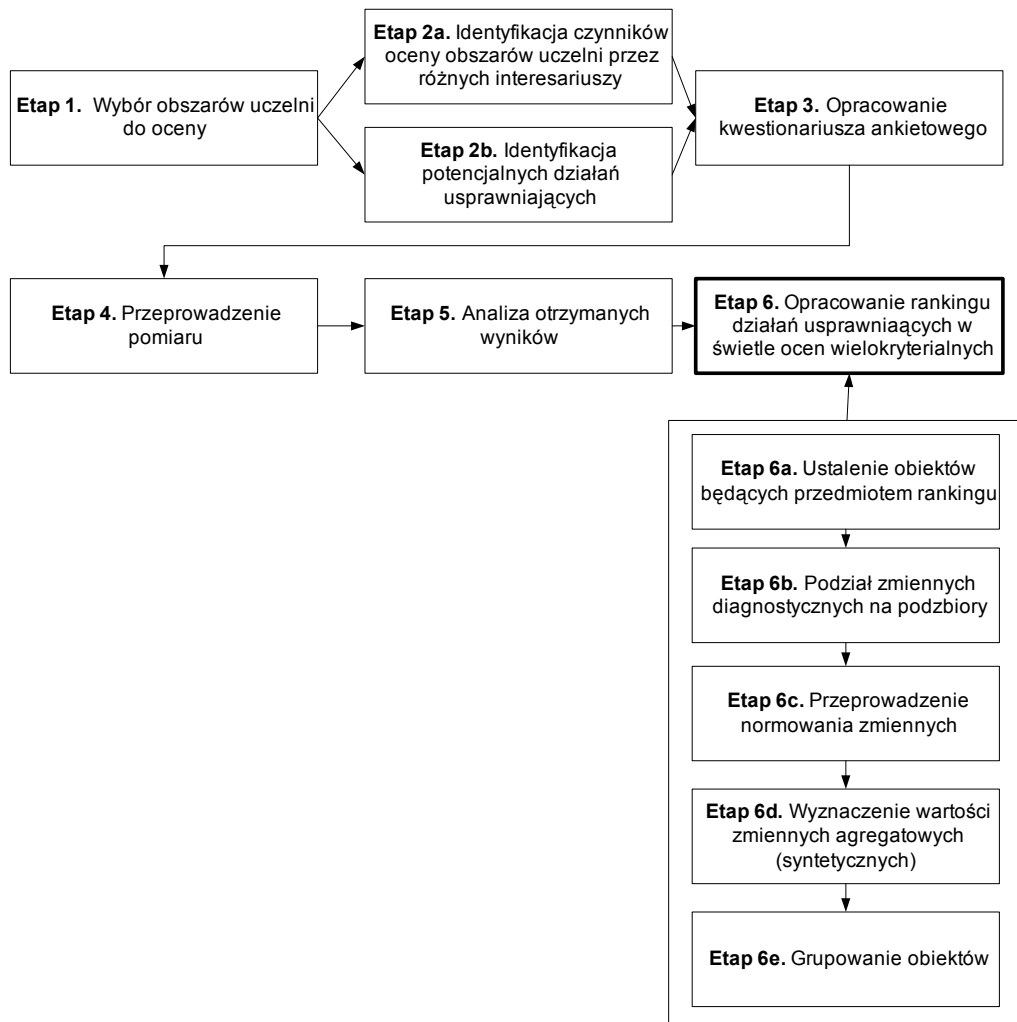 Etap 1. Wybór obszarów uczelni
do oceny
Etap 2a. Identyfikacja czynników
oceny obszarów uczelni przez
różnych interesariuszy
Etap 2b. Identyfikacja
potencjalnych działań
usprawniających
Etap 3. Opracowanie
kwestionariusza ankietowego
Etap 4. Przeprowadzenie
pomiaru
Etap 5. Analiza otrzymanych
wyników
Etap 6. Opracowanie rankingu
działań usprawniaących w
świetle ocen wielokryterialnych
Etap 6a. Ustalenie obiektów
będących przedmiotem rankingu
Etap 6b. Podział zmiennych
diagnostycznych na podzbiory
Etap 6c. Przeprowadzenie
normowania zmiennych
Etap 6d. Wyznaczenie wartości
zmiennych agregatowych
(syntetycznych)
Etap 6e. Grupowanie obiektów